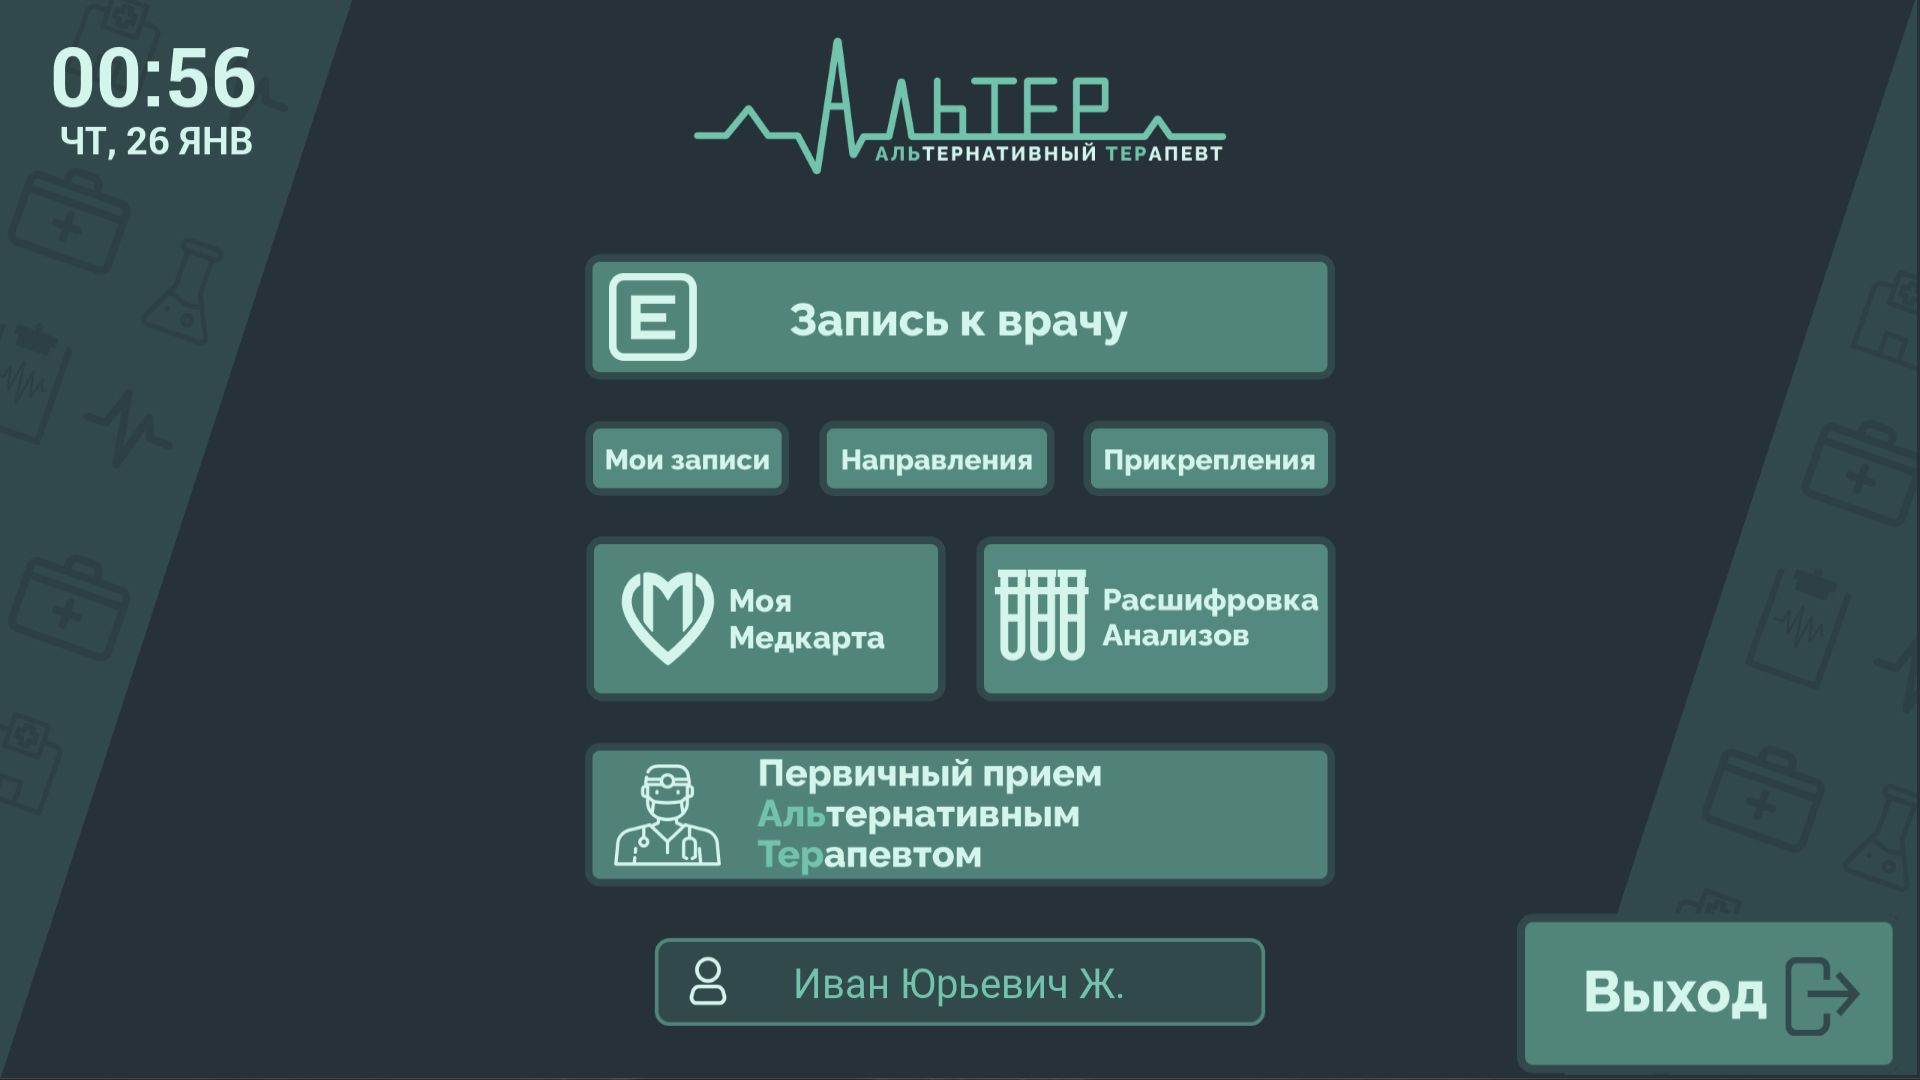 00:56
ЧТ, 26 ЯНВ
АЛЬТЕР
АЛЬТЕРНАТИВНЫЙ ТЕРАПЕВТ
Е
Запись к врачу
Мои записи
Направления
Прикрепления
М
Моя
Медкарта
Расшифровка
Анализов
Первичный прием
Альтернативным
Терапевтом
Иван Юрьевич Ж.
Выход